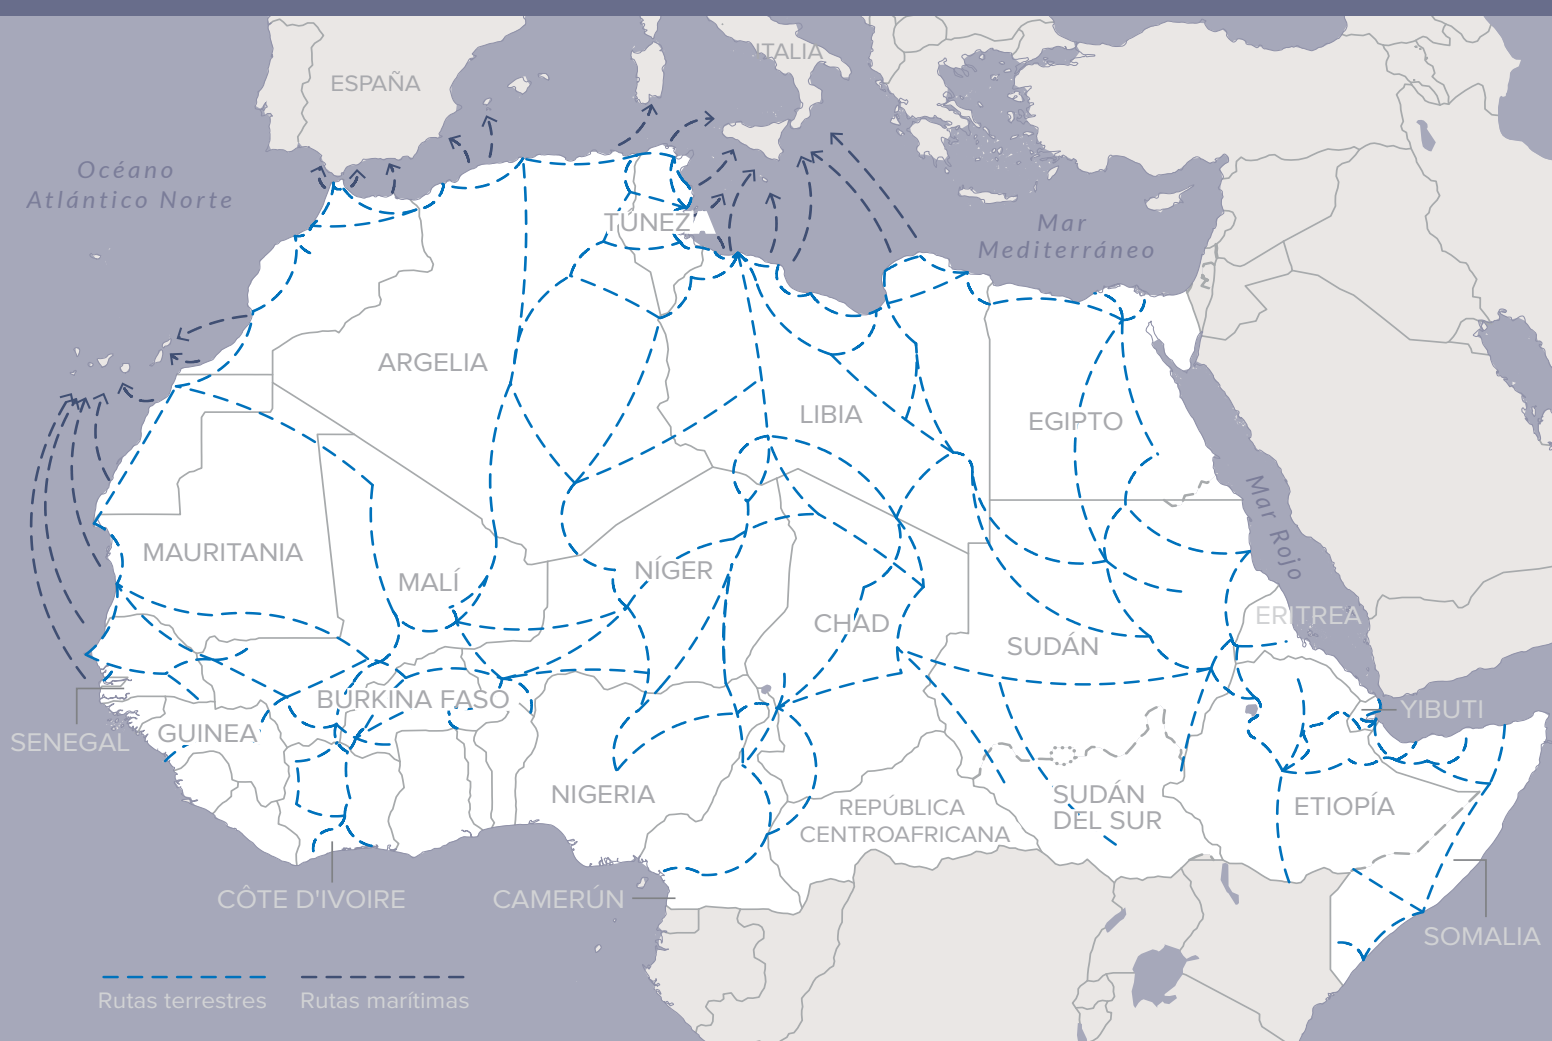 ITALIA
ESPAÑA
Océano
Atlántico Norte
TÚNEZ
Mar
Mediterráneo
ARGELIA
LIBIA
EGIPTO
Mar Rojo
MAURITANIA
MALÍ
NÍGER
CHAD
SUDÁN
ERITREA
BURKINA FASO
YIBUTI
SENEGAL
GUINEA
NIGERIA
REPÚBLICA
CENTROAFRICANA
SUDÁN
DEL SUR
ETIOPÍA
CÔTE D'IVOIRE
CAMERÚN
SOMALIA
Rutas terrestres
Rutas marítimas